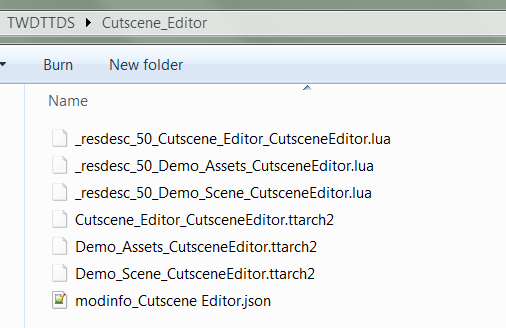 TWDTTDS Cutscene_Editor
Burn New folder
Name
_resdesc_50_Cutscene_Editor_CutsceneEditor.lua
_resdesc_50_Demo_Assets_CutsceneEditor.lua
_resdesc_50_Demo_Scene_CutsceneEditor.lua
Cutscene_Editor_CutsceneEditor.ttarch2
Demo_Assets_CutsceneEditor.ttarch2
Demo_Scene_CutsceneEditor.ttarch2
modinfo_Cutscene Editor.json